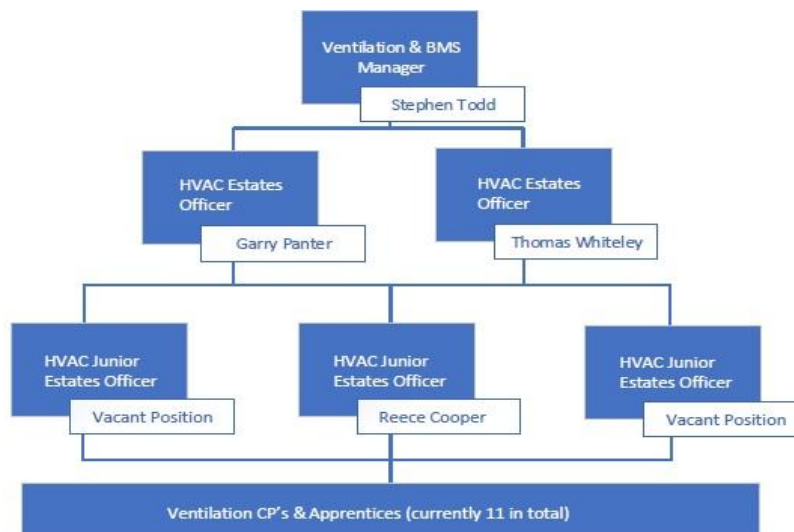 Ventilation & BMS
Manager
Stephen Todd
HVAC Estates
Officer
Garry Panter
HVAC Estates
Officer
Thomas Whiteley
HVAC Junior
Estates Officer
Vacant Position
HVAC Junior
Estates Officer
Reece Cooper
HVAC Junior
Estates Officer
Vacant Position
Ventilation CP's & Apprentices (currently 11 in total)